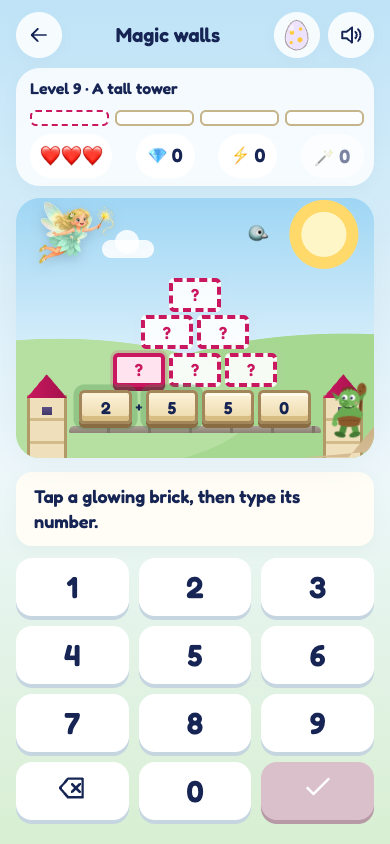 Magic walls
Level 9 · A tall tower
❤️❤️❤️ 💎 0 ⚡ 0 🪄 0
?
? ?
? ? ?
2 + 5 5 0
Tap a glowing brick, then type its
number.
1 2 3
4 5 6
7 8 9
0